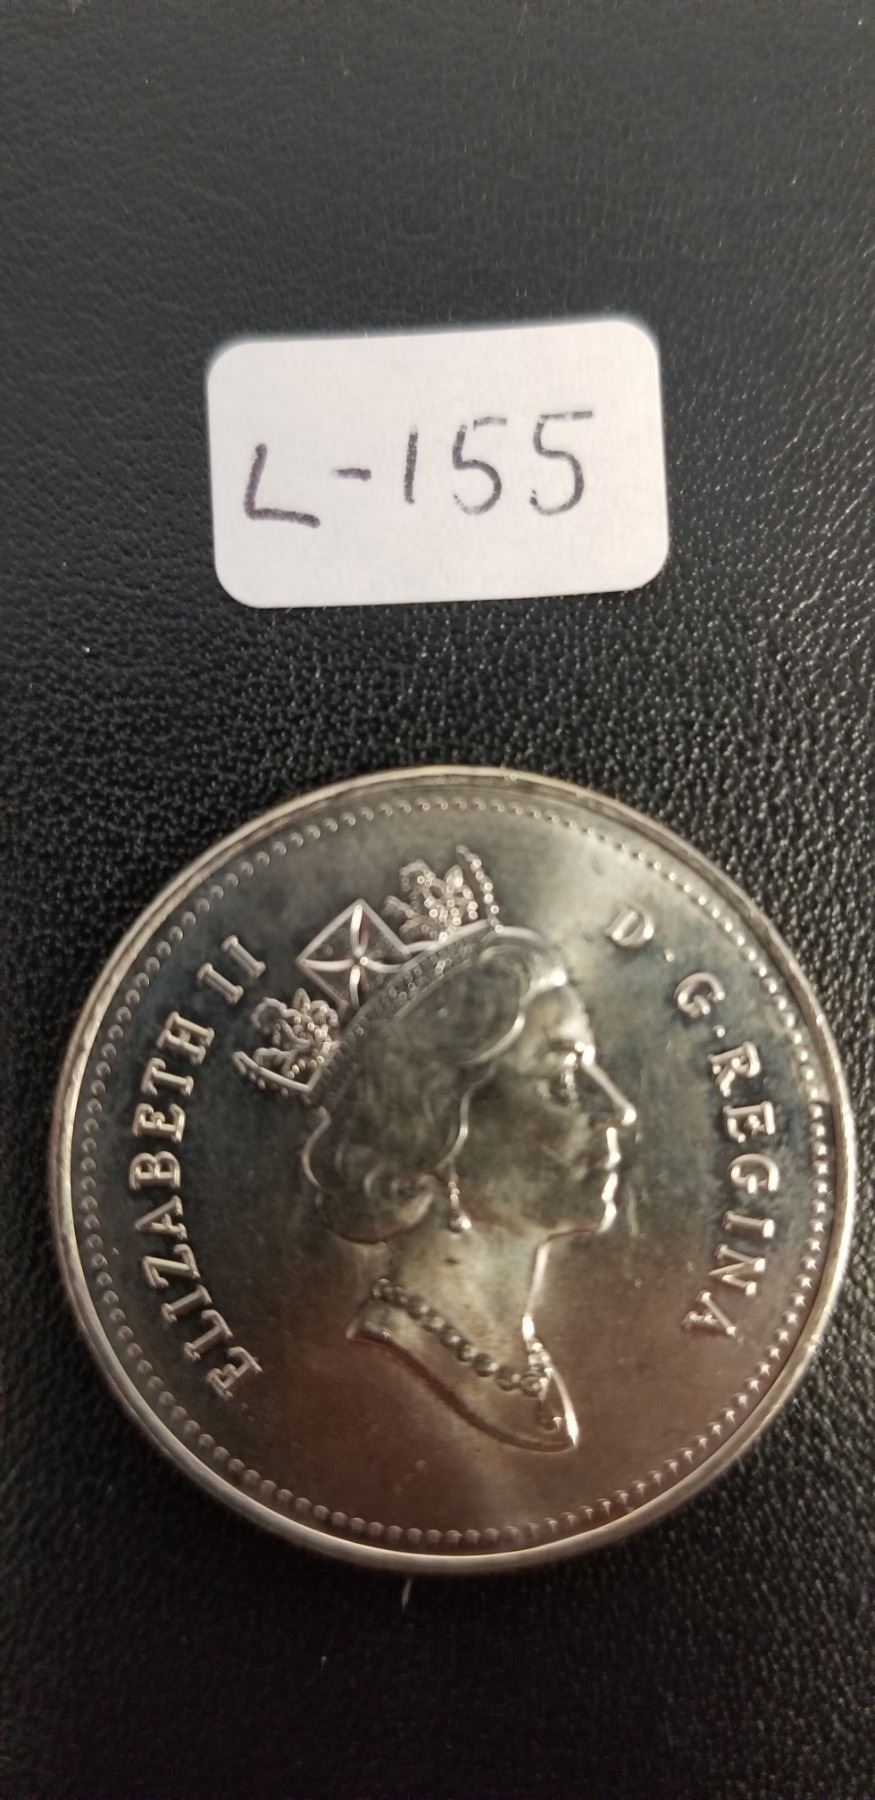 L-155
ELIZABETH II D·G·REGINA